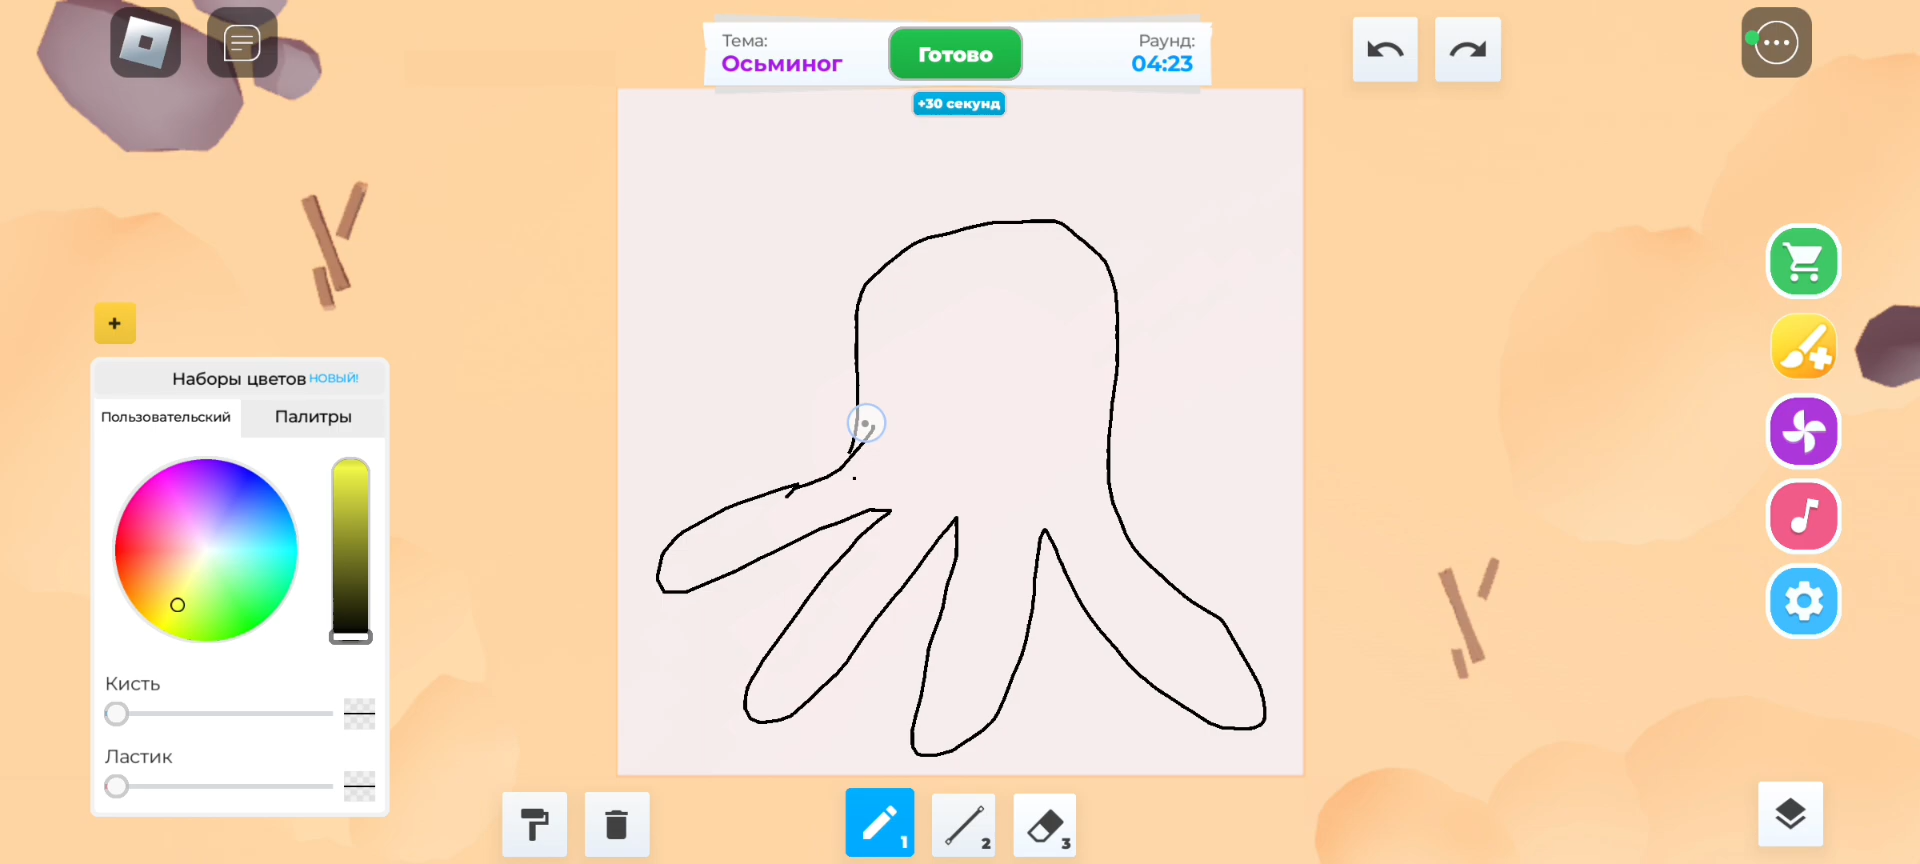 Тема:
Осьминог
Готово
Раунд:
04:23
+30 секунд
+
Наборы цветов НОВЫЙ!
Пользовательский
Палитры
Кисть
Ластик
1
2
3